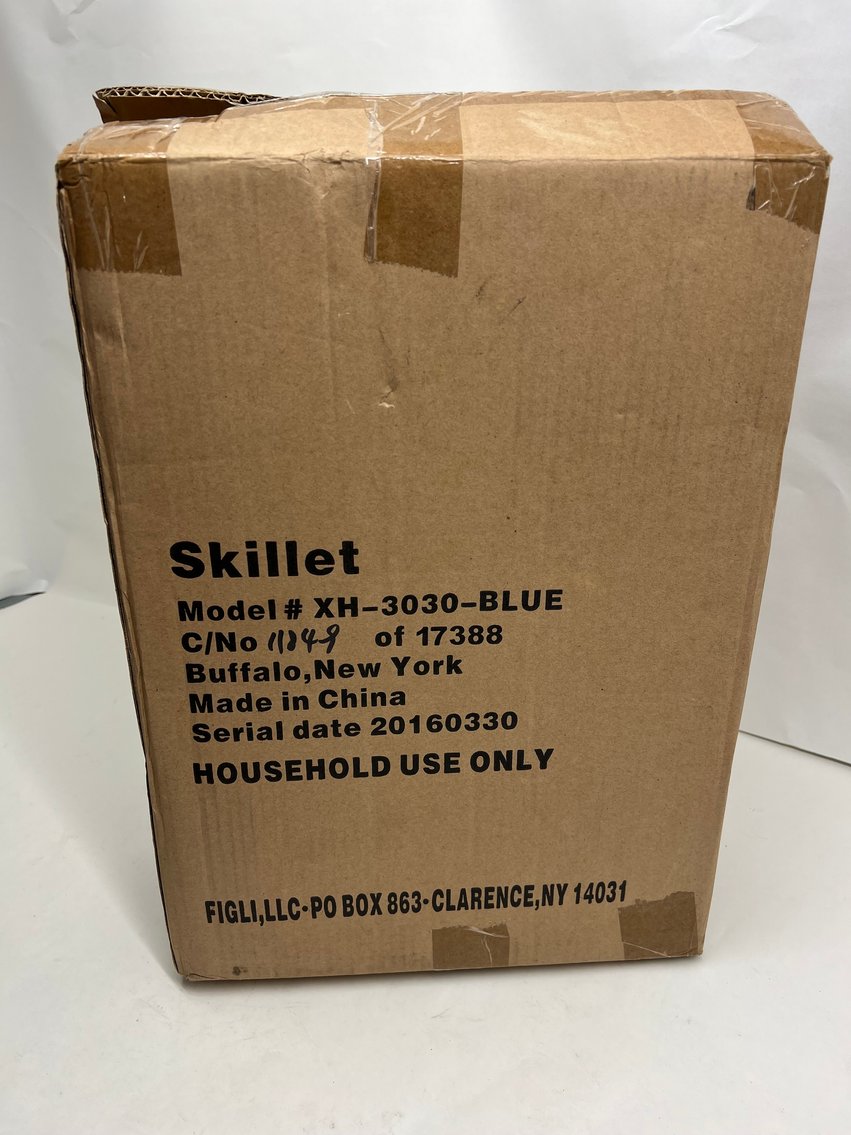 Skillet
Model # XH-3030-BLUE
C/No 11849 of 17388
Buffalo,New York
Made in China
Serial date 20160330
HOUSEHOLD USE ONLY
FIGLI,LLC•PO BOX 863•CLARENCE,NY 14031